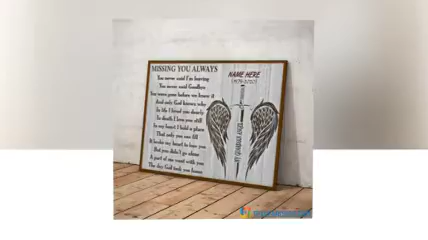 MISSING YOU ALWAYS
You never said I'm leaving
You never said Goodbye
You were gone before we knew it
And only God knows why
In life I loved you dearly
In death I love you still
In my heart I hold a place
That only you can fill
It broke my heart to lose you
But you didn't go alone
A part of me went with you
The day God took you home
NAME HERE
MY GUARDIAN ANGEL